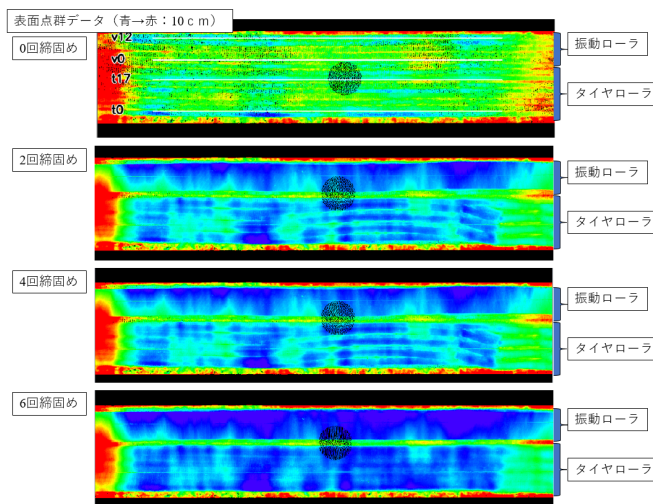 表面点群データ(青→赤:10cm)
0回締固め
v12
v0
t17
t0
振動ローラ
タイヤローラ
2回締固め
振動ローラ
タイヤローラ
4回締固め
振動ローラ
タイヤローラ
6回締固め
振動ローラ
タイヤローラ